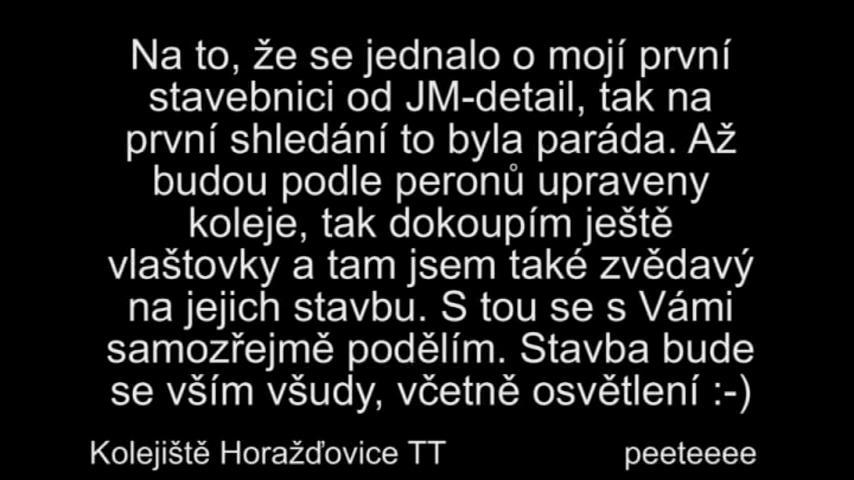 Na to, že se jednalo o mojí první
stavebnici od JM-detail, tak na
první shledání to byla paráda. Až
budou podle peronů upraveny
koleje, tak dokoupím ještě
vlaštovky a tam jsem také zvědavý
na jejich stavbu. S tou se s Vámi
samozřejmě podělím. Stavba bude
se vším všudy, včetně osvětlení :-)
Kolejiště Horažďovice TT
peeteeee